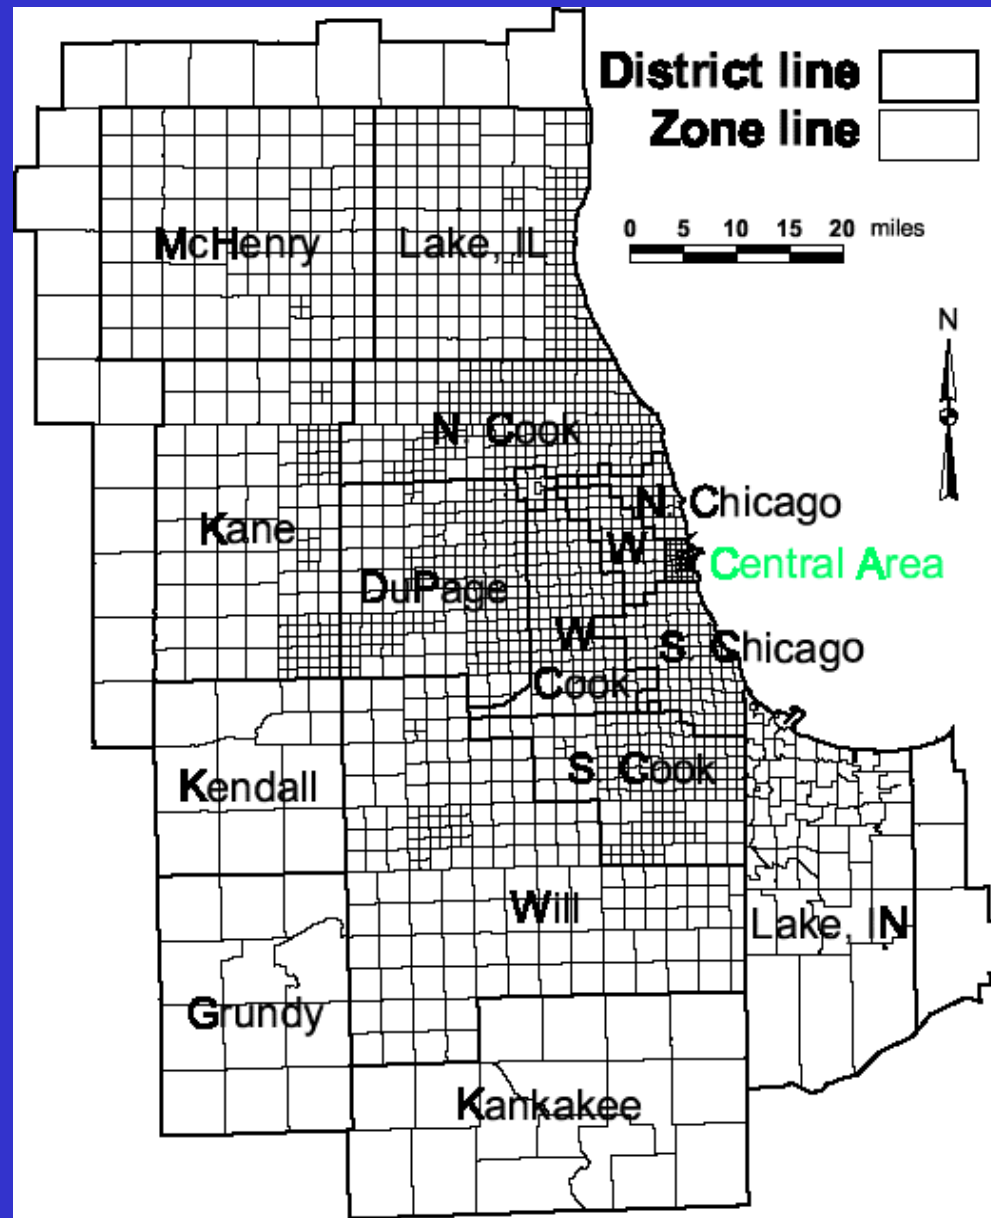 District line
Zone line
0 5 10 15 20 miles
McHenry
Lake, IL
N
N. Cook
N. Chicago
Kane
W
Central Area
DuPage
W
S. Chicago
Cook
S Cook
Kendall
Will
Lake, IN
Grundy
Kankakee